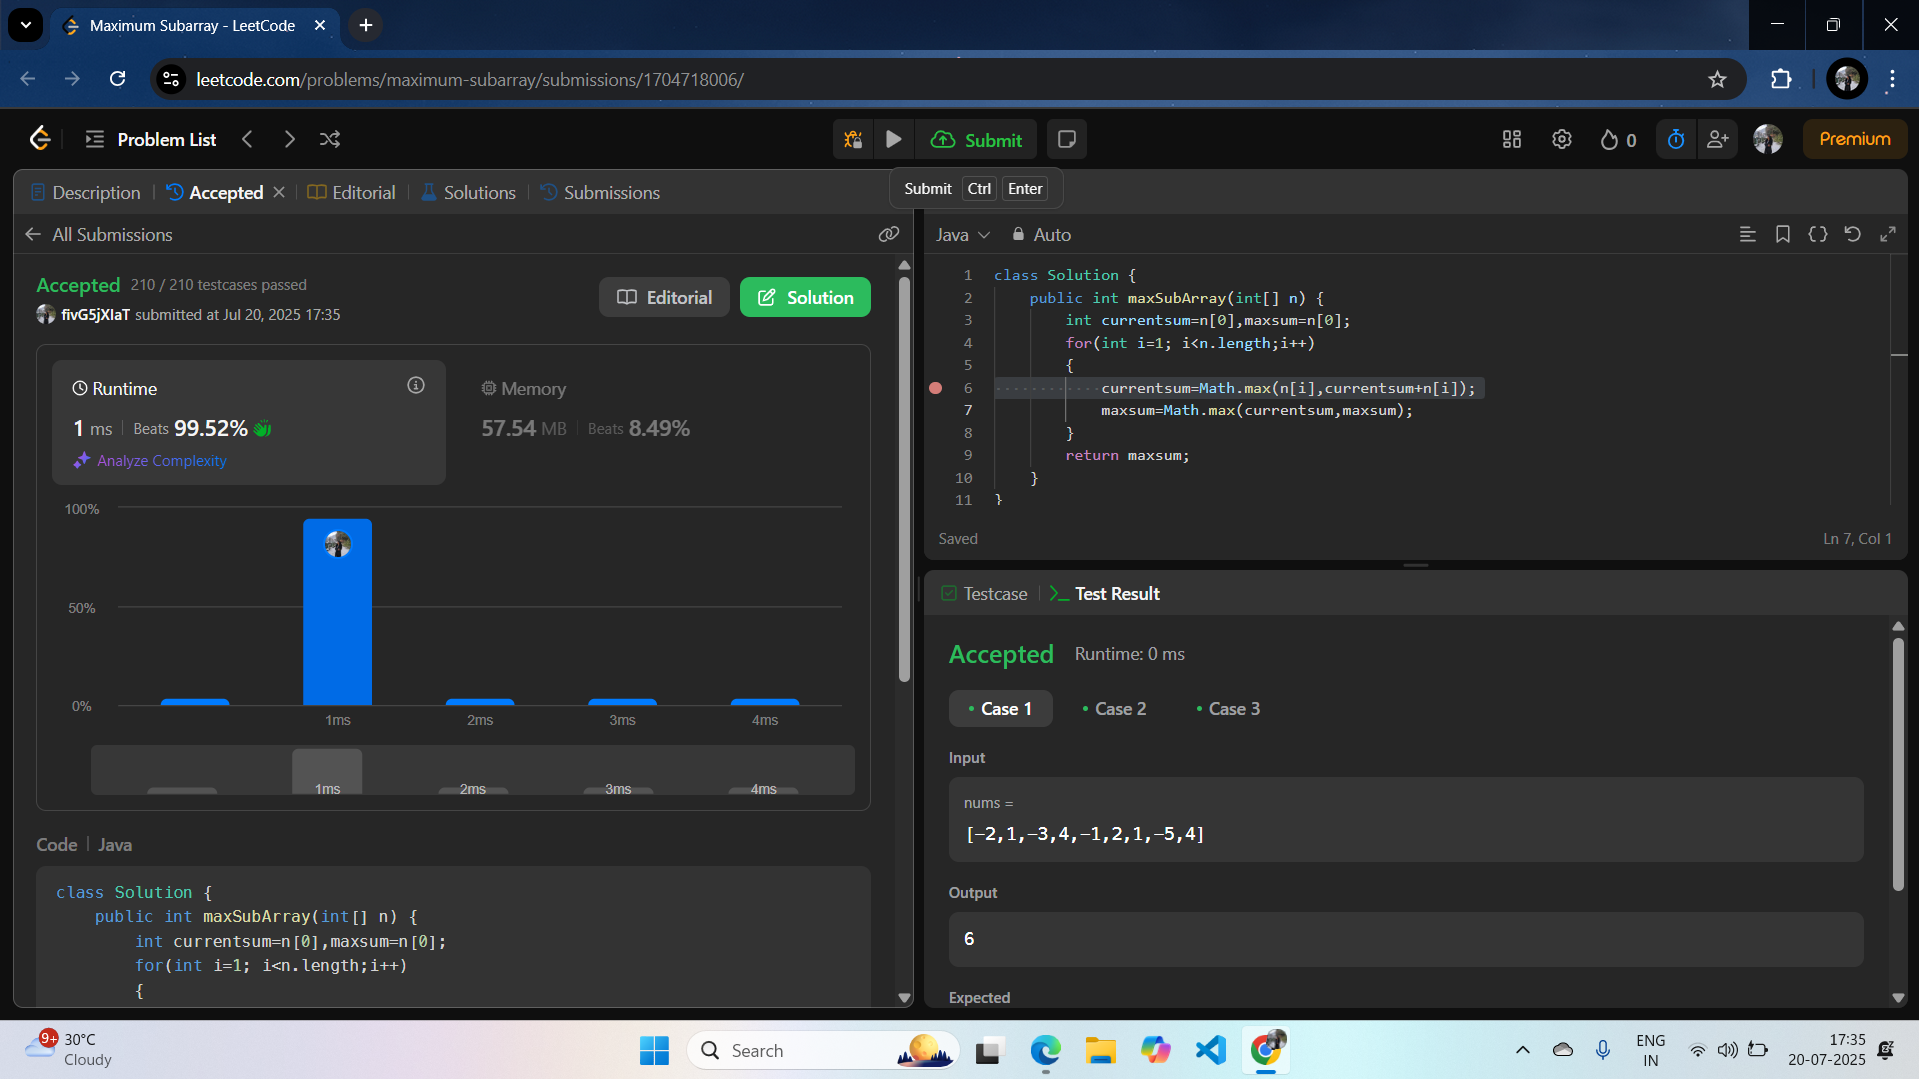 Maximum Subarray - LeetCode
leetcode.com/problems/maximum-subarray/submissions/1704718006/
Problem List
Submit
0
Premium
Description
Accepted
Editorial
Solutions
Submissions
Submit Ctrl Enter
All Submissions
Accepted 210 / 210 testcases passed
fivG5jXIaT submitted at Jul 20, 2025 17:35
Editorial
Solution
Runtime
1 ms Beats 99.52%
Analyze Complexity
Memory
57.54 MB Beats 8.49%
100%
50%
0%
1ms 2ms 3ms 4ms
1ms 2ms 3ms 4ms
Code | Java
class Solution {
public int maxSubArray(int[] n) {
int currentsum=n[0],maxsum=n[0];
for(int i=1; i<n.length;i++)
{
Java Auto
1 class Solution {
2 public int maxSubArray(int[] n) {
3 int currentsum=n[0],maxsum=n[0];
4 for(int i=1; i<n.length;i++)
5 {
6 currentsum=Math.max(n[i],currentsum+n[i]);
7 maxsum=Math.max(currentsum,maxsum);
8 }
9 return maxsum;
10 }
11 }
Saved
Ln 7, Col 1
Testcase
Test Result
Accepted Runtime: 0 ms
Case 1 Case 2 Case 3
Input
nums =
[-2,1,-3,4,-1,2,1,-5,4]
Output
6
Expected
9+
30°C
Cloudy
Search
ENG
IN
17:35
20-07-2025